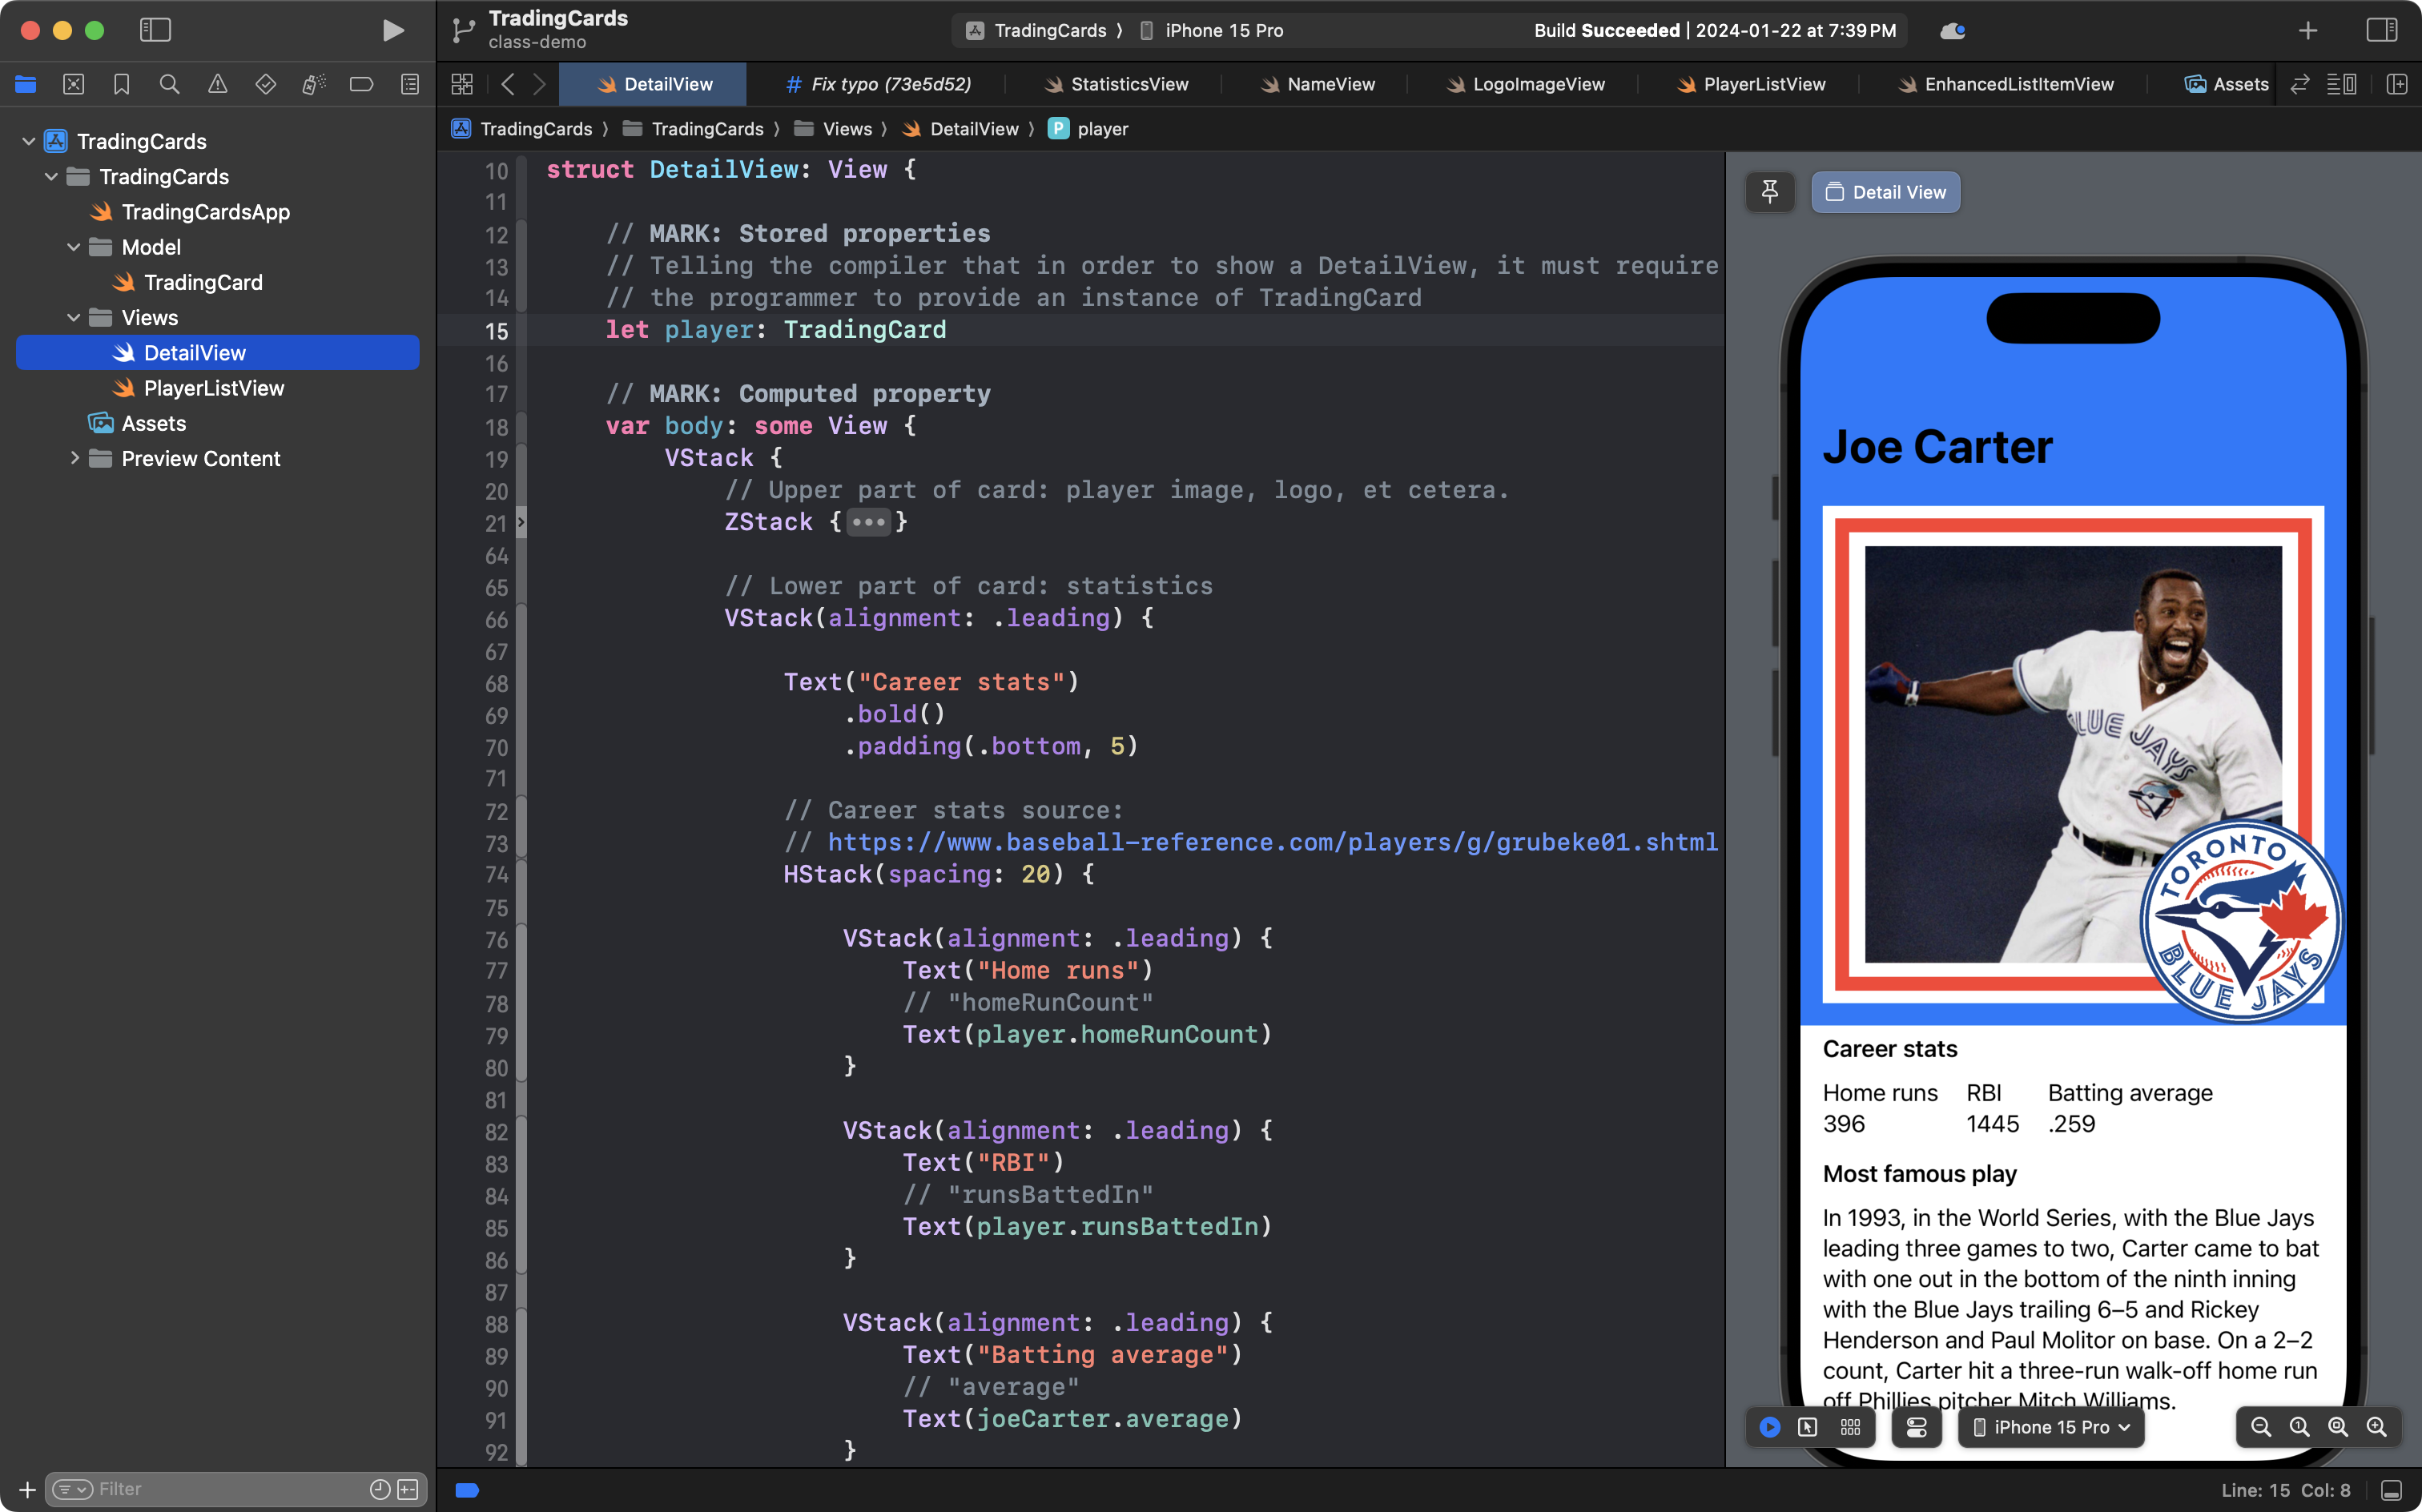 TradingCards
class-demo
TradingCards 〉 iPhone 15 Pro
Build Succeeded | 2024-01-22 at 7:39 PM
DetailView
# Fix typo (73e5d52)
StatisticsView
NameView
LogoImageView
PlayerListView
EnhancedListItemView
Assets
TradingCards 〉 TradingCards 〉 Views 〉 DetailView 〉 P player
TradingCards
TradingCards
TradingCardsApp
Model
TradingCard
Views
DetailView
PlayerListView
Assets
Preview Content
Filter
10 struct DetailView: View {
11
12 // MARK: Stored properties
13 // Telling the compiler that in order to show a DetailView, it must require
14 // the programmer to provide an instance of TradingCard
15 let player: TradingCard
16
17 // MARK: Computed property
18 var body: some View {
19 VStack {
20 // Upper part of card: player image, logo, et cetera.
21 ZStack {•••}
64
65 // Lower part of card: statistics
66 VStack(alignment: .leading) {
67
68 Text("Career stats")
69 .bold()
70 .padding(.bottom, 5)
71
72 // Career stats source:
73 // https://www.baseball-reference.com/players/g/grubeke01.shtml
74 HStack(spacing: 20) {
75
76 VStack(alignment: .leading) {
77 Text("Home runs")
78 // "homeRunCount"
79 Text(player.homeRunCount)
80 }
81
82 VStack(alignment: .leading) {
83 Text("RBI")
84 // "runsBattedIn"
85 Text(player.runsBattedIn)
86 }
87
88 VStack(alignment: .leading) {
89 Text("Batting average")
90 // "average"
91 Text(joeCarter.average)
92 }
Detail View
Joe Carter
BLUE JAYS
TORONTO
BLUE JAYS
Career stats
Home runs RBI Batting average
396 1445 .259
Most famous play
In 1993, in the World Series, with the Blue Jays
leading three games to two, Carter came to bat
with one out in the bottom of the ninth inning
with the Blue Jays trailing 6–5 and Rickey
Henderson and Paul Molitor on base. On a 2–2
count, Carter hit a three-run walk-off home run
off Phillies pitcher Mitch Williams.
iPhone 15 Pro
Line: 15 Col: 8